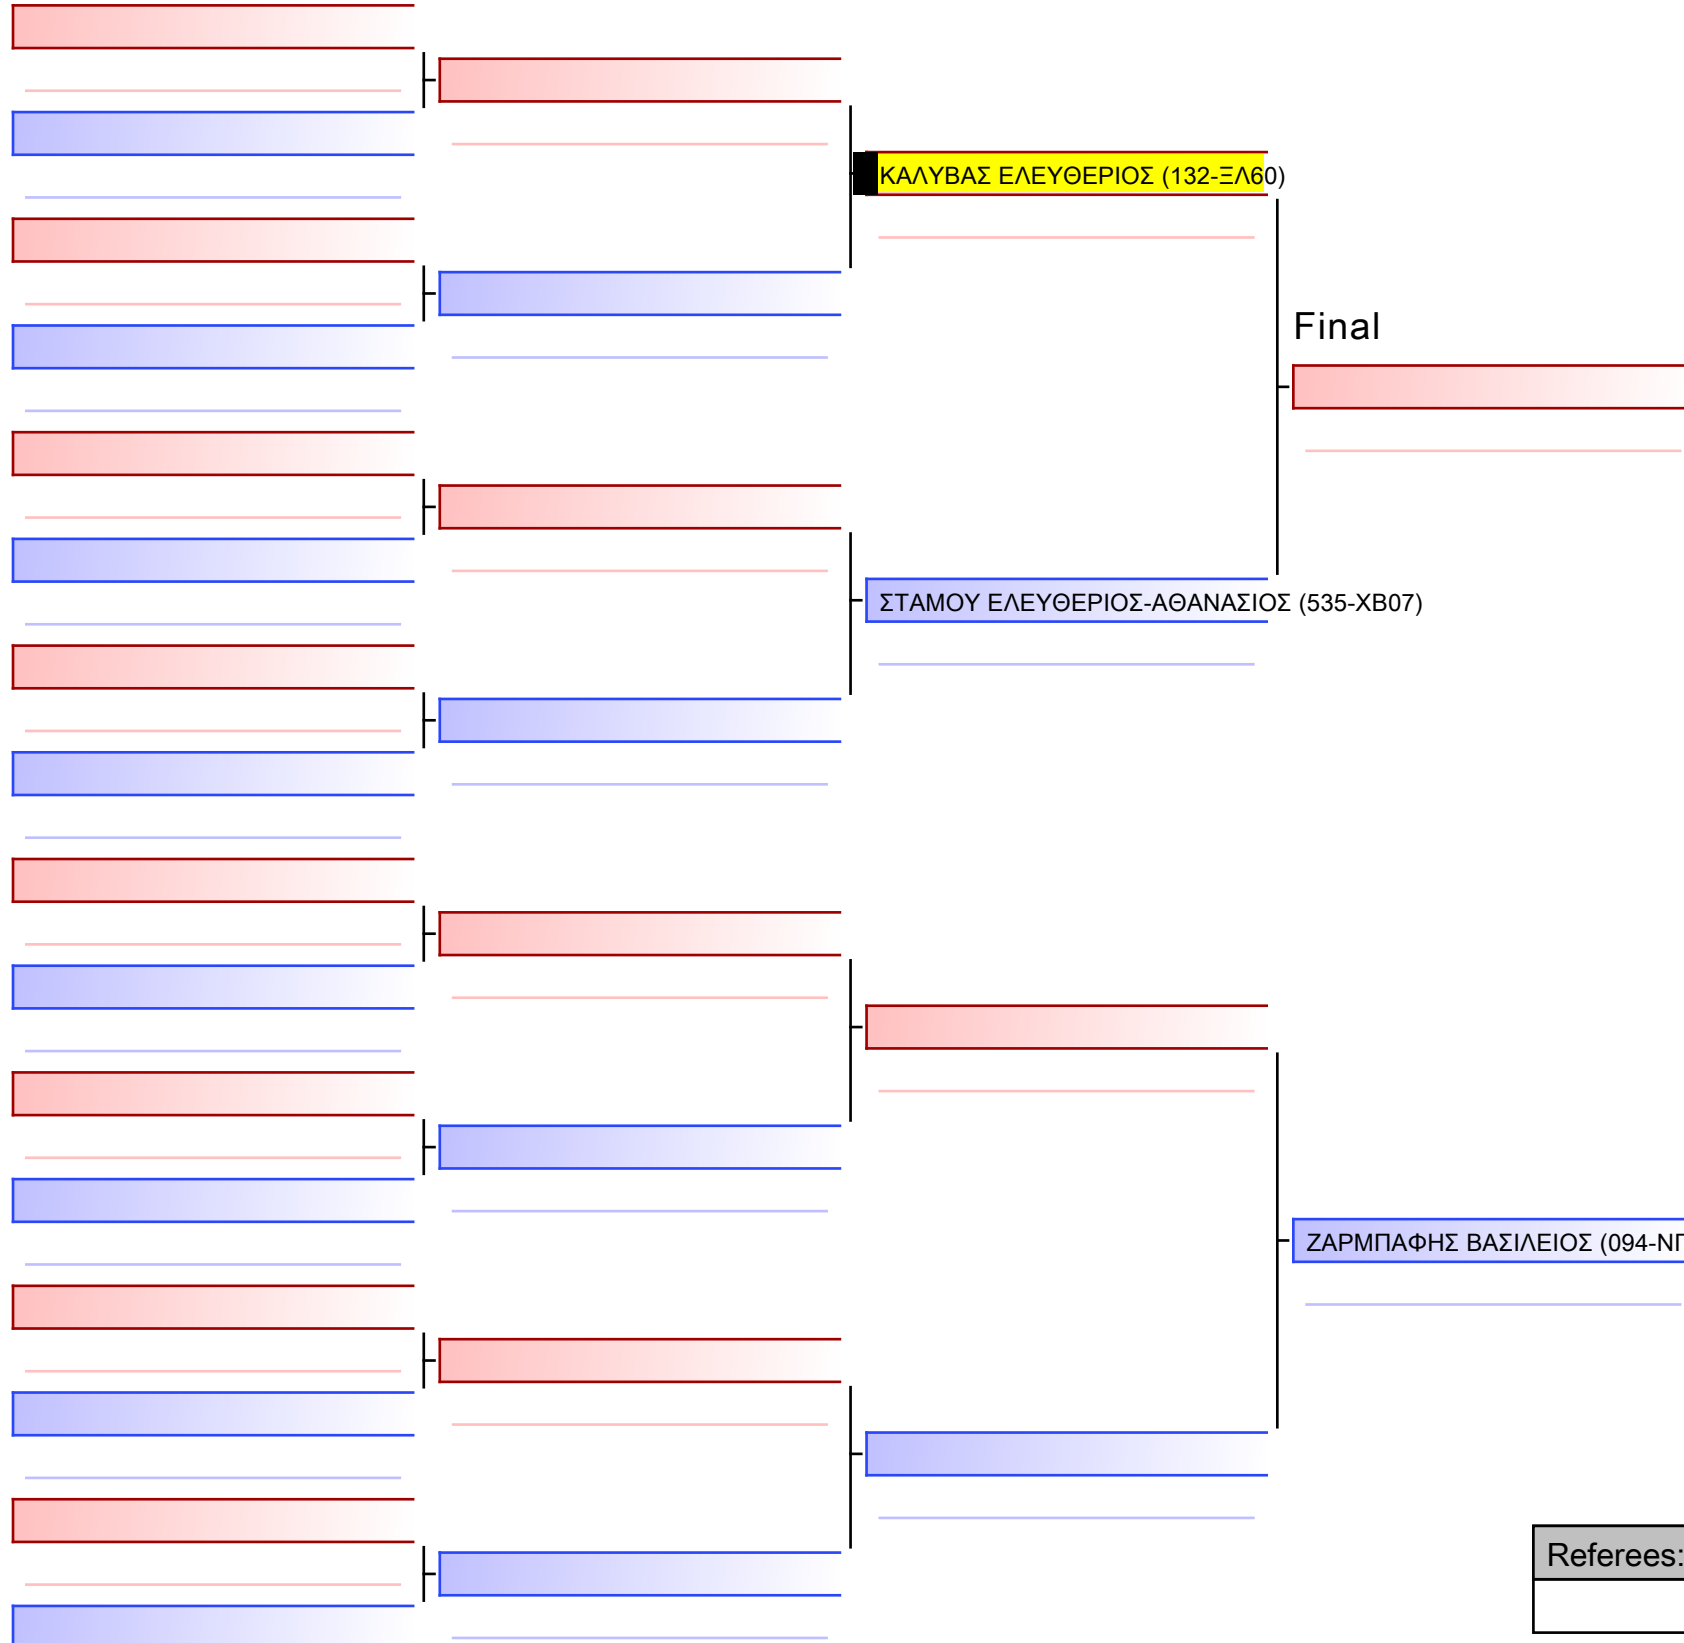 ΚΑΛΥΒΑΣ ΕΛΕΥΘΕΡΙΟΣ (132-ΞΛ60)
Final
ΣΤΑΜΟΥ ΕΛΕΥΘΕΡΙΟΣ-ΑΘΑΝΑΣΙΟΣ (535-ΧΒ07)
ΖΑΡΜΠΑΦΗΣ ΒΑΣΙΛΕΙΟΣ (094-
Referees: